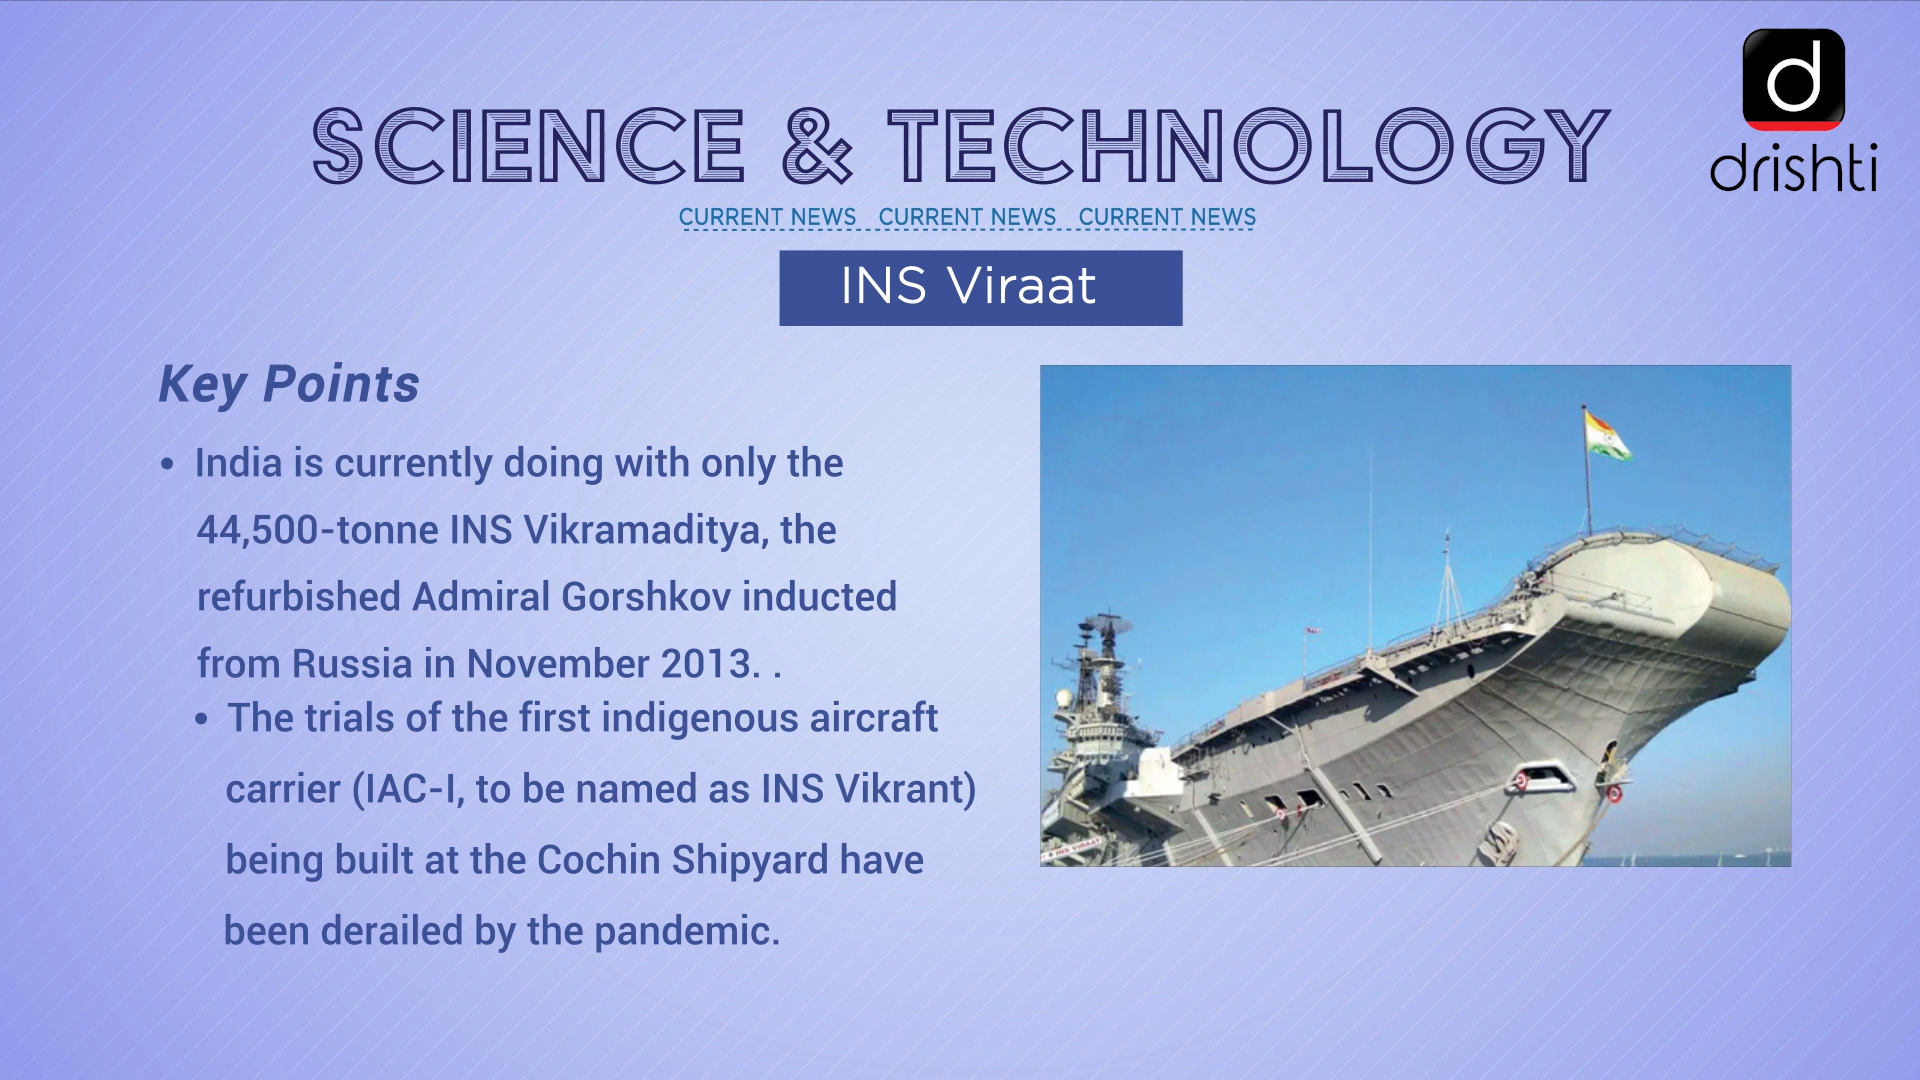 SCIENCE & TECHNOLOGY
d
drishti
CURRENT NEWS CURRENT NEWS CURRENT NEWS
INS Viraat
Key Points
• India is currently doing with only the
44,500-tonne INS Vikramaditya, the
refurbished Admiral Gorshkov inducted
from Russia in November 2013. .
• The trials of the first indigenous aircraft
carrier (IAC-I, to be named as INS Vikrant)
being built at the Cochin Shipyard have
been derailed by the pandemic.
INS VIRAAT